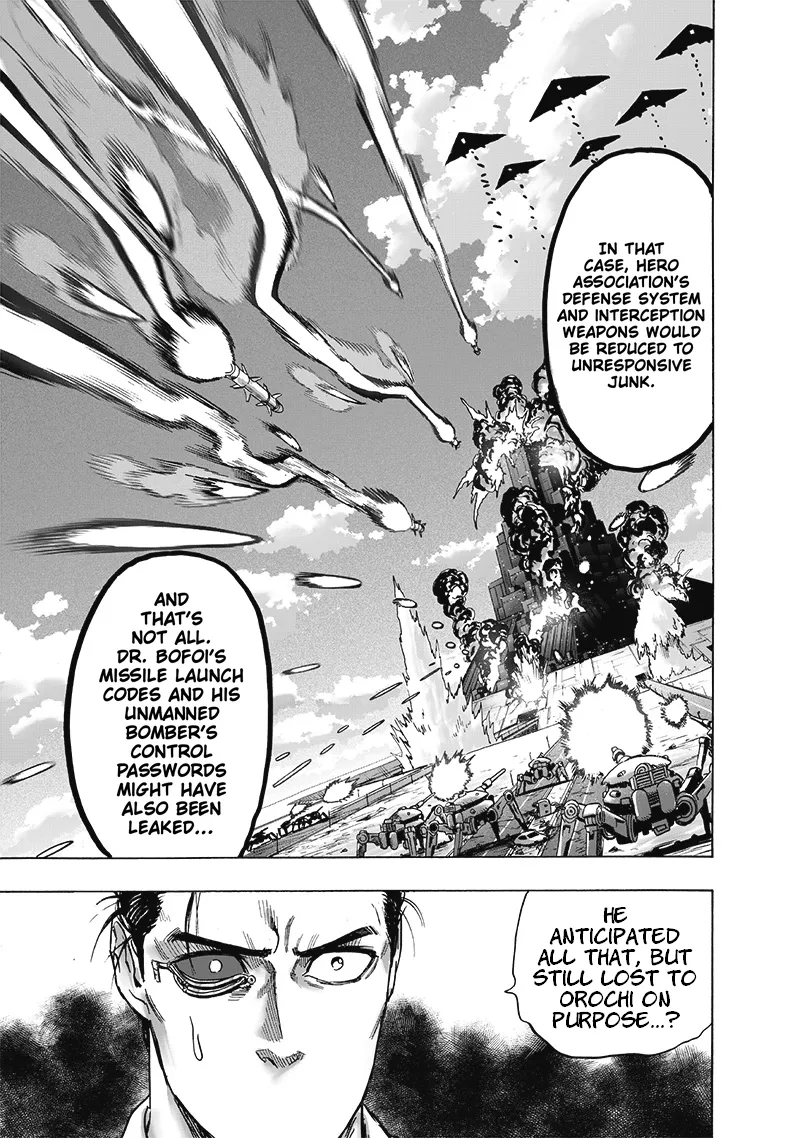 IN THAT
CASE, HERO
ASSOCIATION'S
DEFENSE SYSTEM
AND INTERCEPTION
WEAPONS WOULD
BE REDUCED TO
UNRESPONSIVE
JUNK.
AND
THAT'S
NOT ALL.
DR. BOFOI'S
MISSILE LAUNCH
CODES AND HIS
UNMANNED
BOMBER'S
CONTROL
PASSWORDS
MIGHT HAVE
ALSO BEEN
LEAKED...
HE
ANTICIPATED
ALL THAT, BUT
STILL LOST TO
OROCHI ON
PURPOSE...?